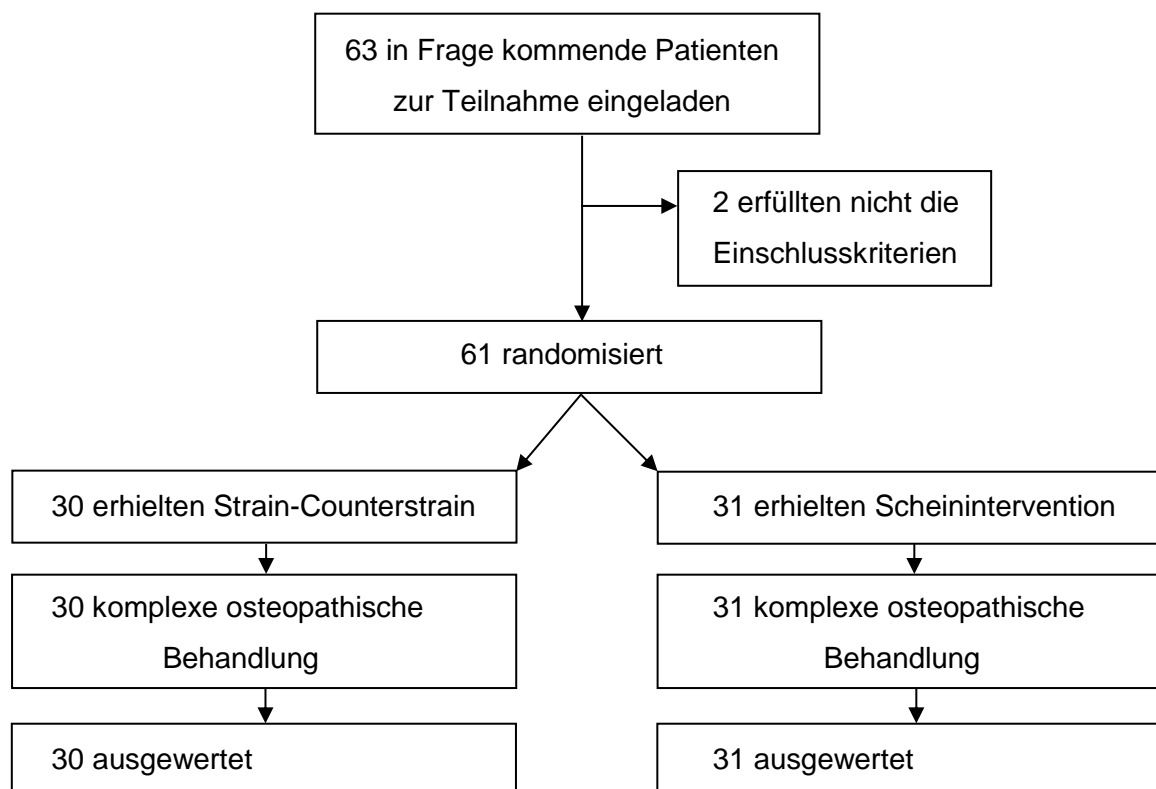 63 in Frage kommende Patienten
zur Teilnahme eingeladen
2 erfüllten nicht die
Einschlusskriterien
61 randomisiert
30 erhielten Strain-Counterstrain
31 erhielten Scheinintervention
30 komplexe osteopathische
Behandlung
31 komplexe osteopathische
Behandlung
30 ausgewertet
31 ausgewertet